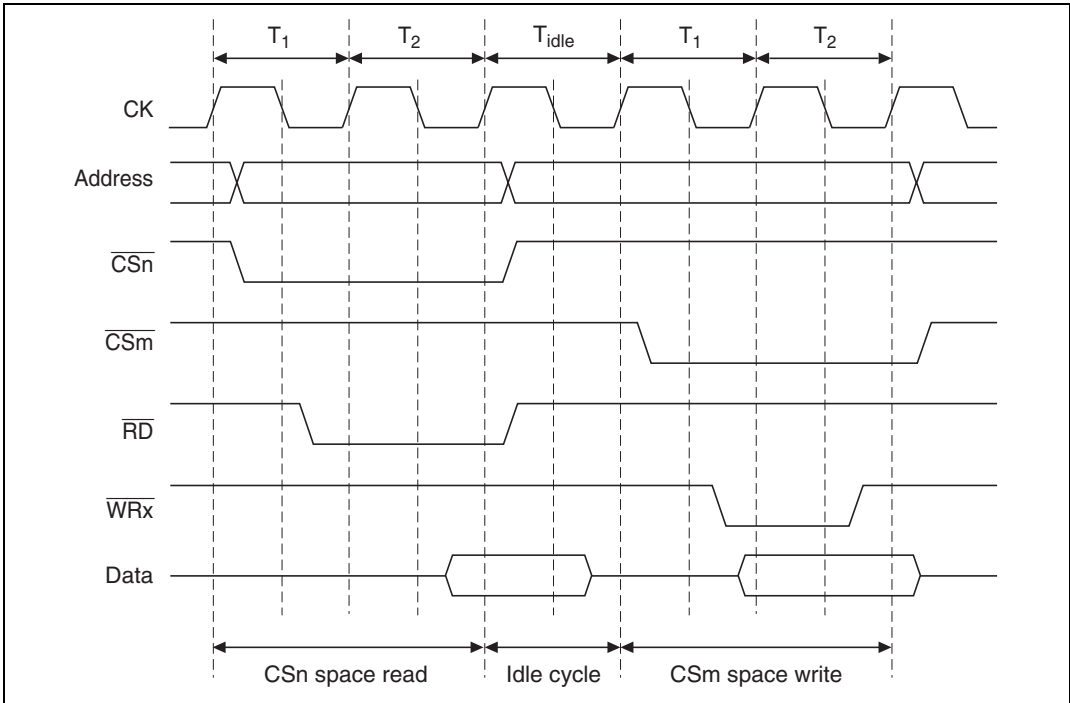 T1 T2 Tidle T1 T2
CK
Address
CSn
CSm
RD
WRx
Data
CSn space read Idle cycle CSm space write